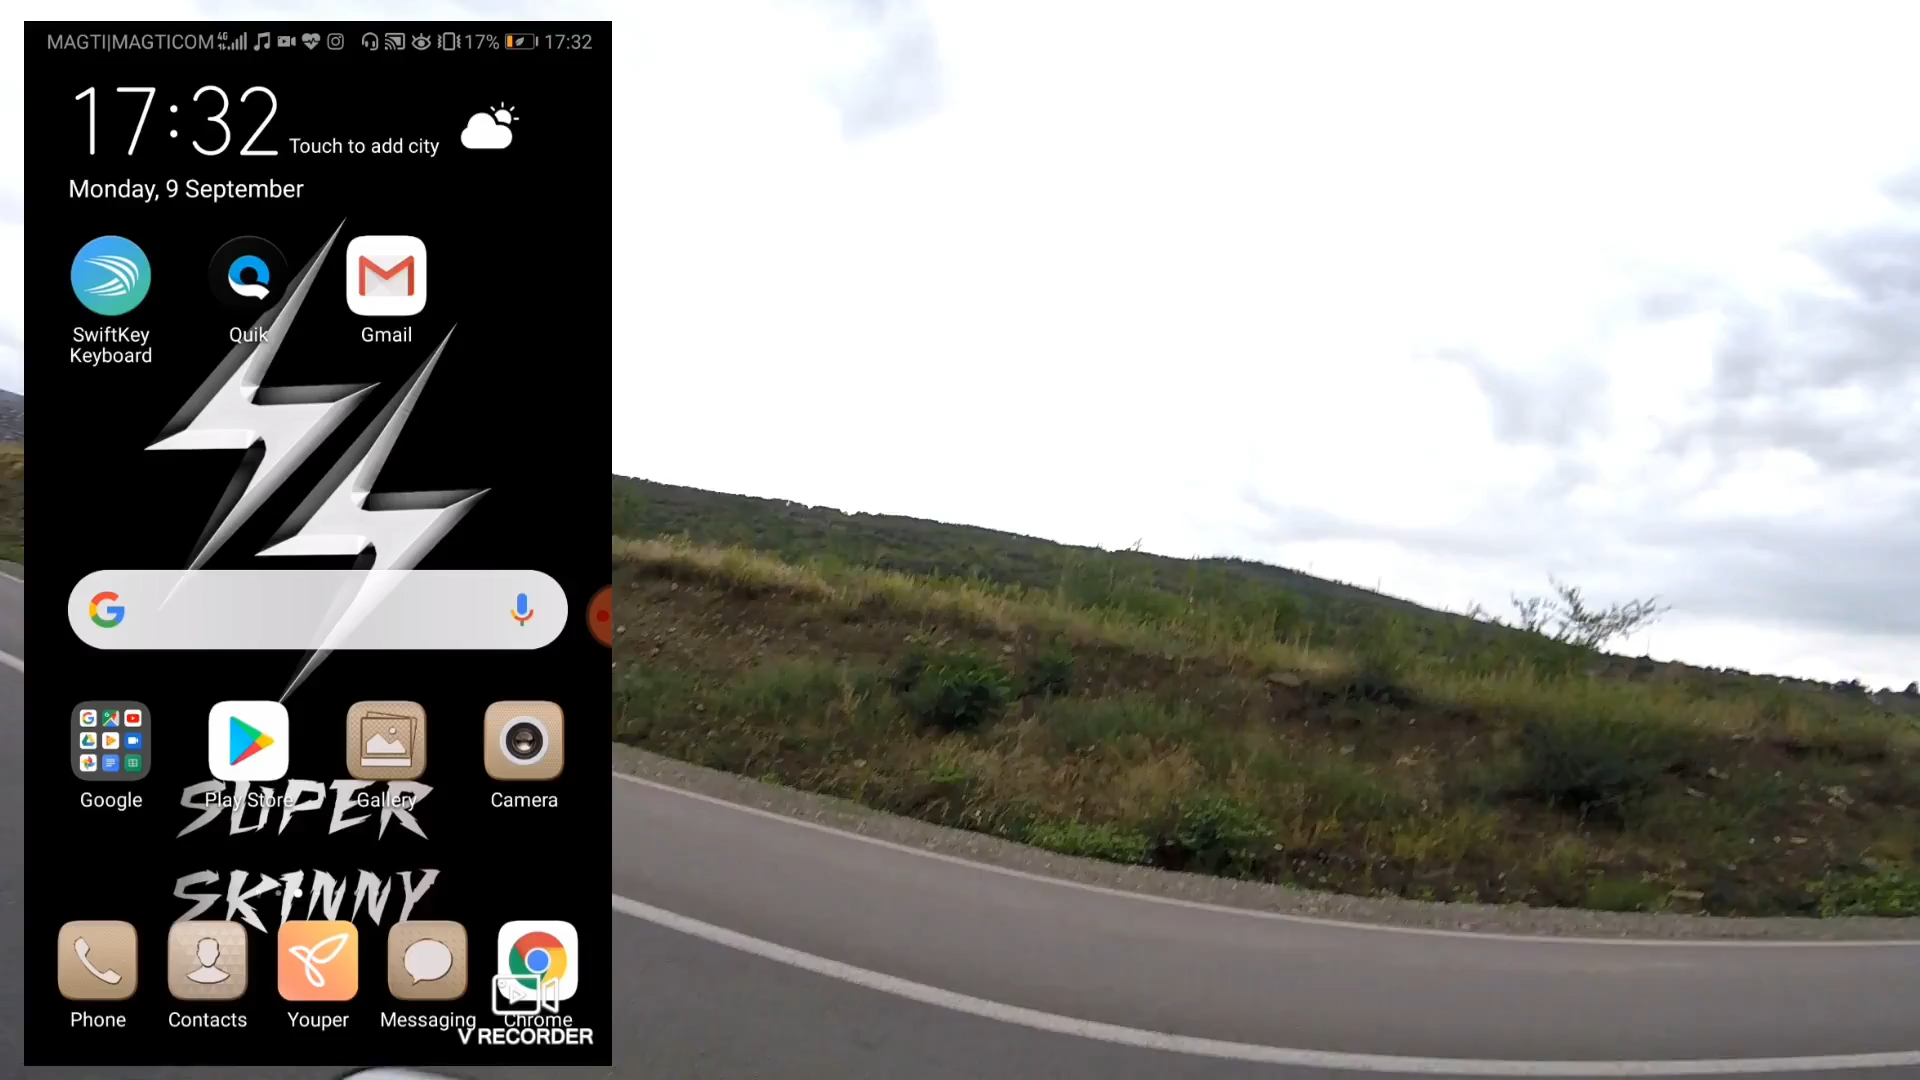 MAGTI|MAGTICOM 4G 17% 17:32
17:32 Touch to add city
Monday, 9 September
SwiftKey Keyboard
Quik
Gmail
Google
Play Store
Gallery
Camera
SUPER
SKINNY
Phone
Contacts
Youper
Messaging
Chrome
V RECORDER